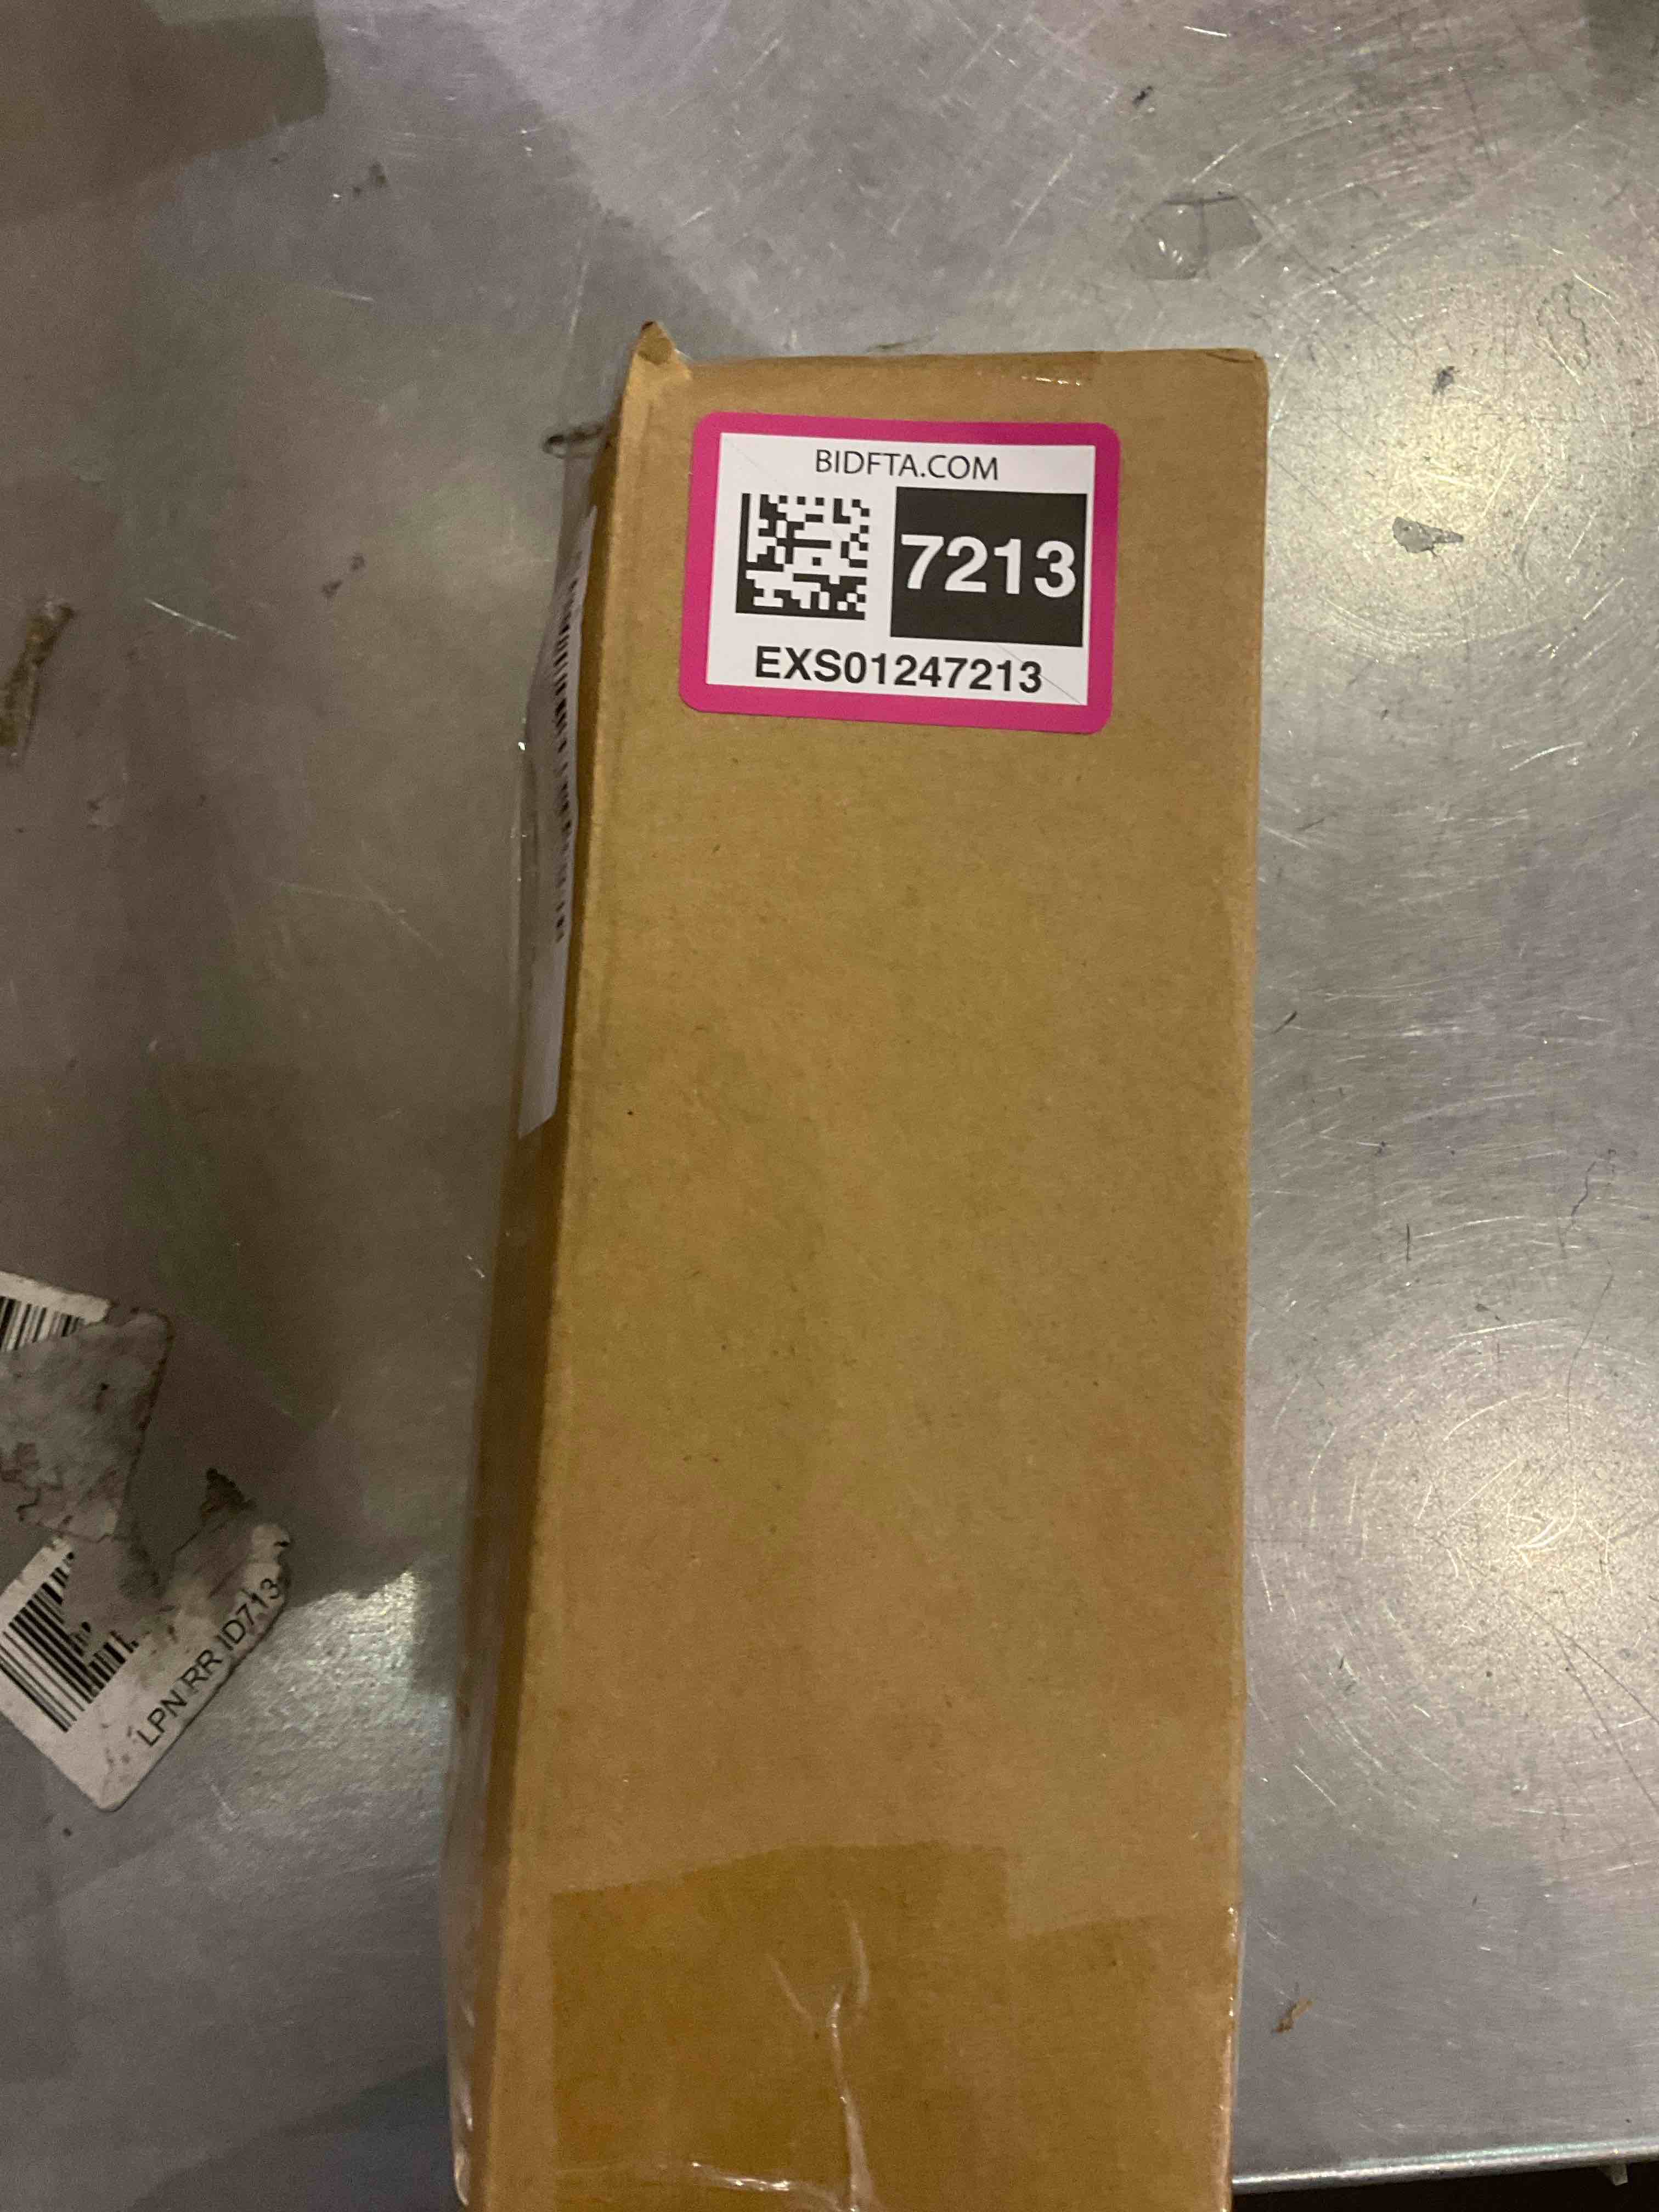 BIDFTA.COM
7213
EXS01247213
LPN RR ID713